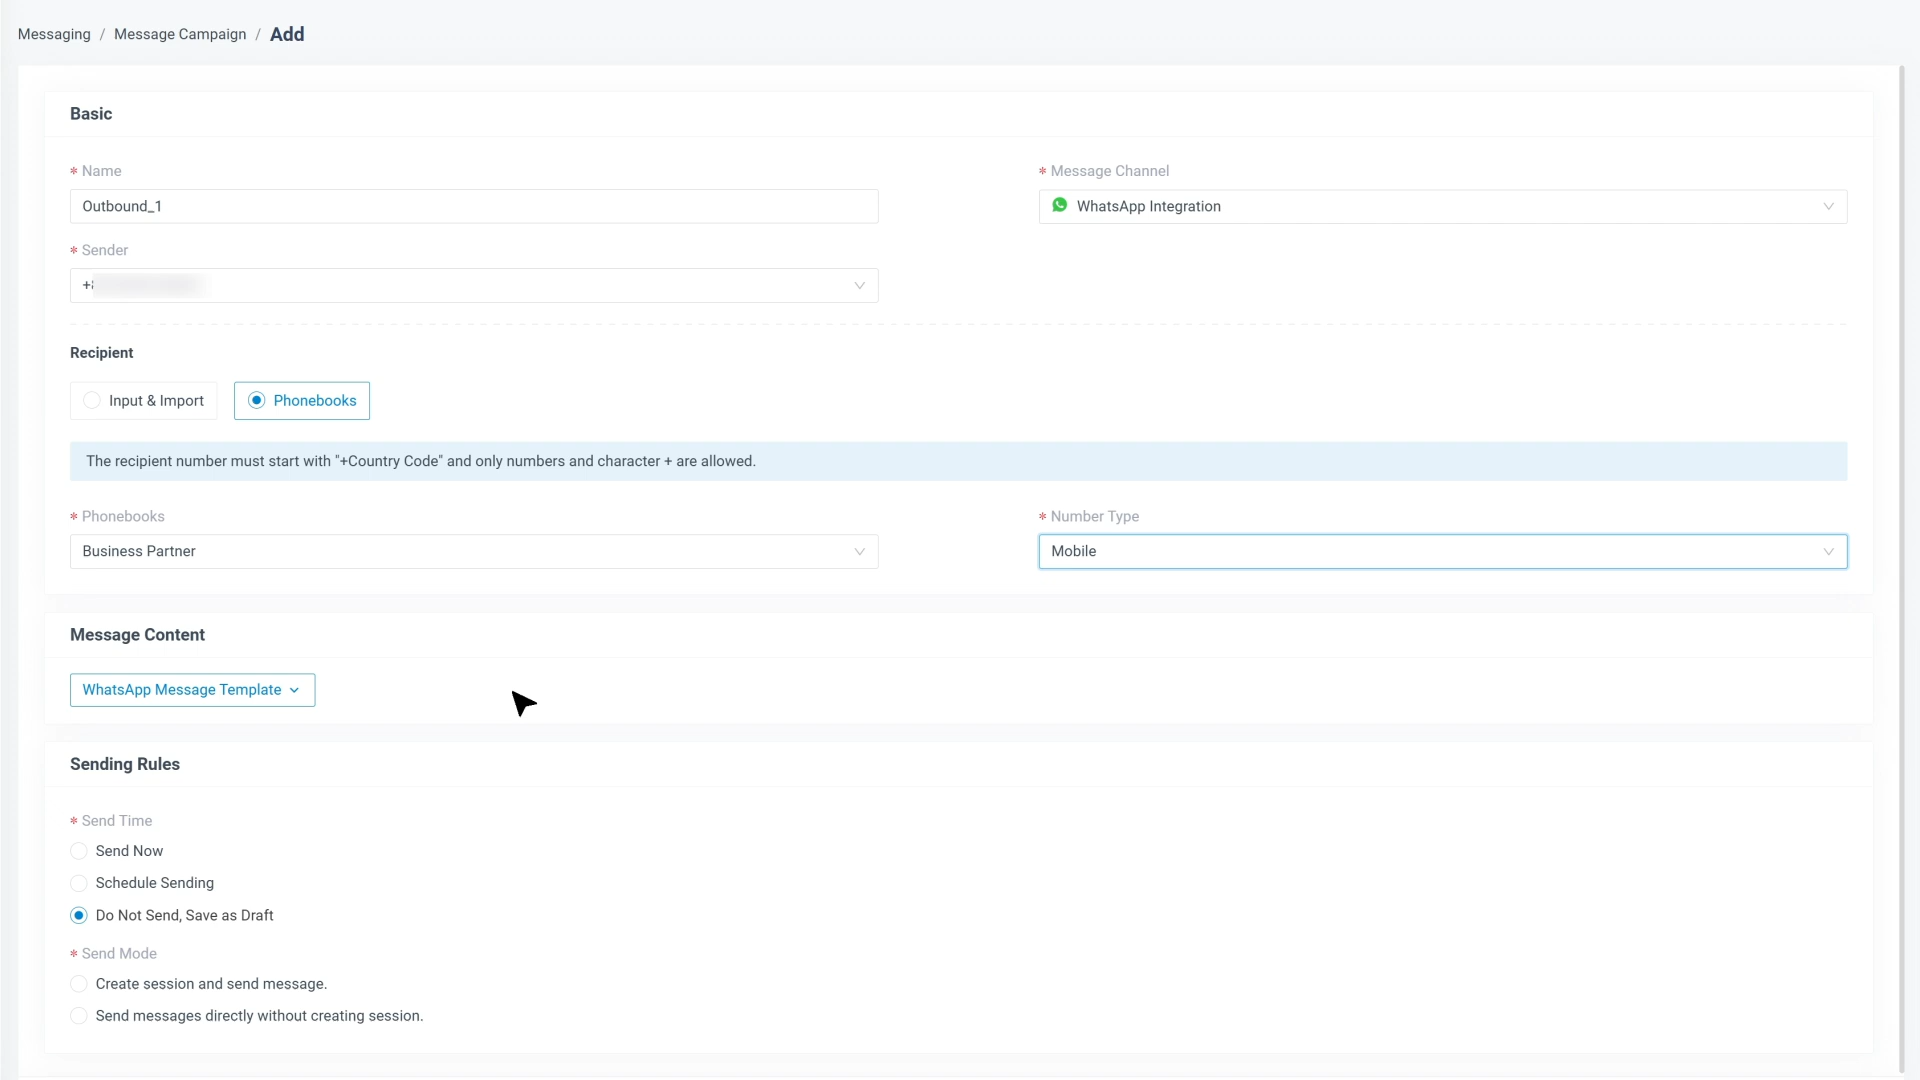 Messaging / Message Campaign / Add
Basic
* Name
Outbound_1
* Message Channel
WhatsApp Integration
* Sender
Recipient
Input & Import
Phonebooks
The recipient number must start with "+Country Code" and only numbers and character + are allowed.
* Phonebooks
Business Partner
* Number Type
Mobile
Message Content
WhatsApp Message Template
Sending Rules
* Send Time
Send Now
Schedule Sending
Do Not Send, Save as Draft
* Send Mode
Create session and send message.
Send messages directly without creating session.